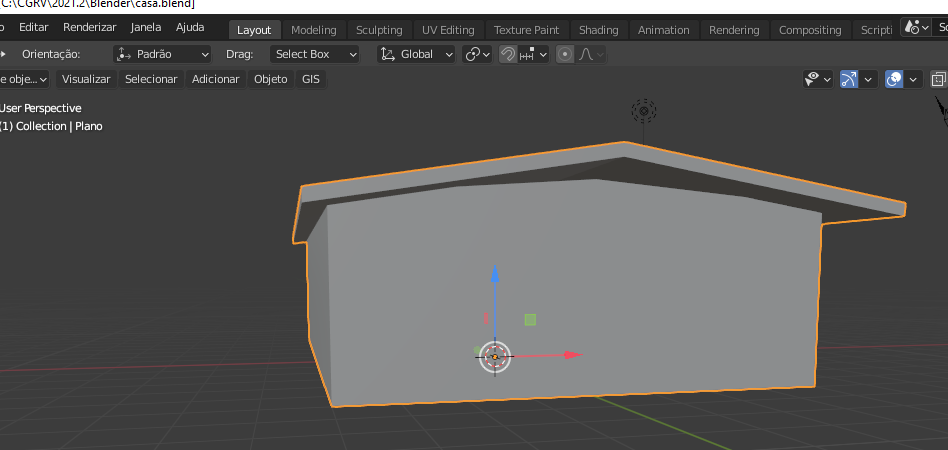 [C:\CGRV\2021.2\Blender\casa.blend]
Editar Renderizar Janela Ajuda Layout Modeling Sculpting UV Editing Texture Paint Shading Animation Rendering Compositing Scripti
Orientação: Padrão Drag: Select Box Global
e obje... Visualizar Selecionar Adicionar Objeto GIS
User Perspective
(1) Collection | Plano